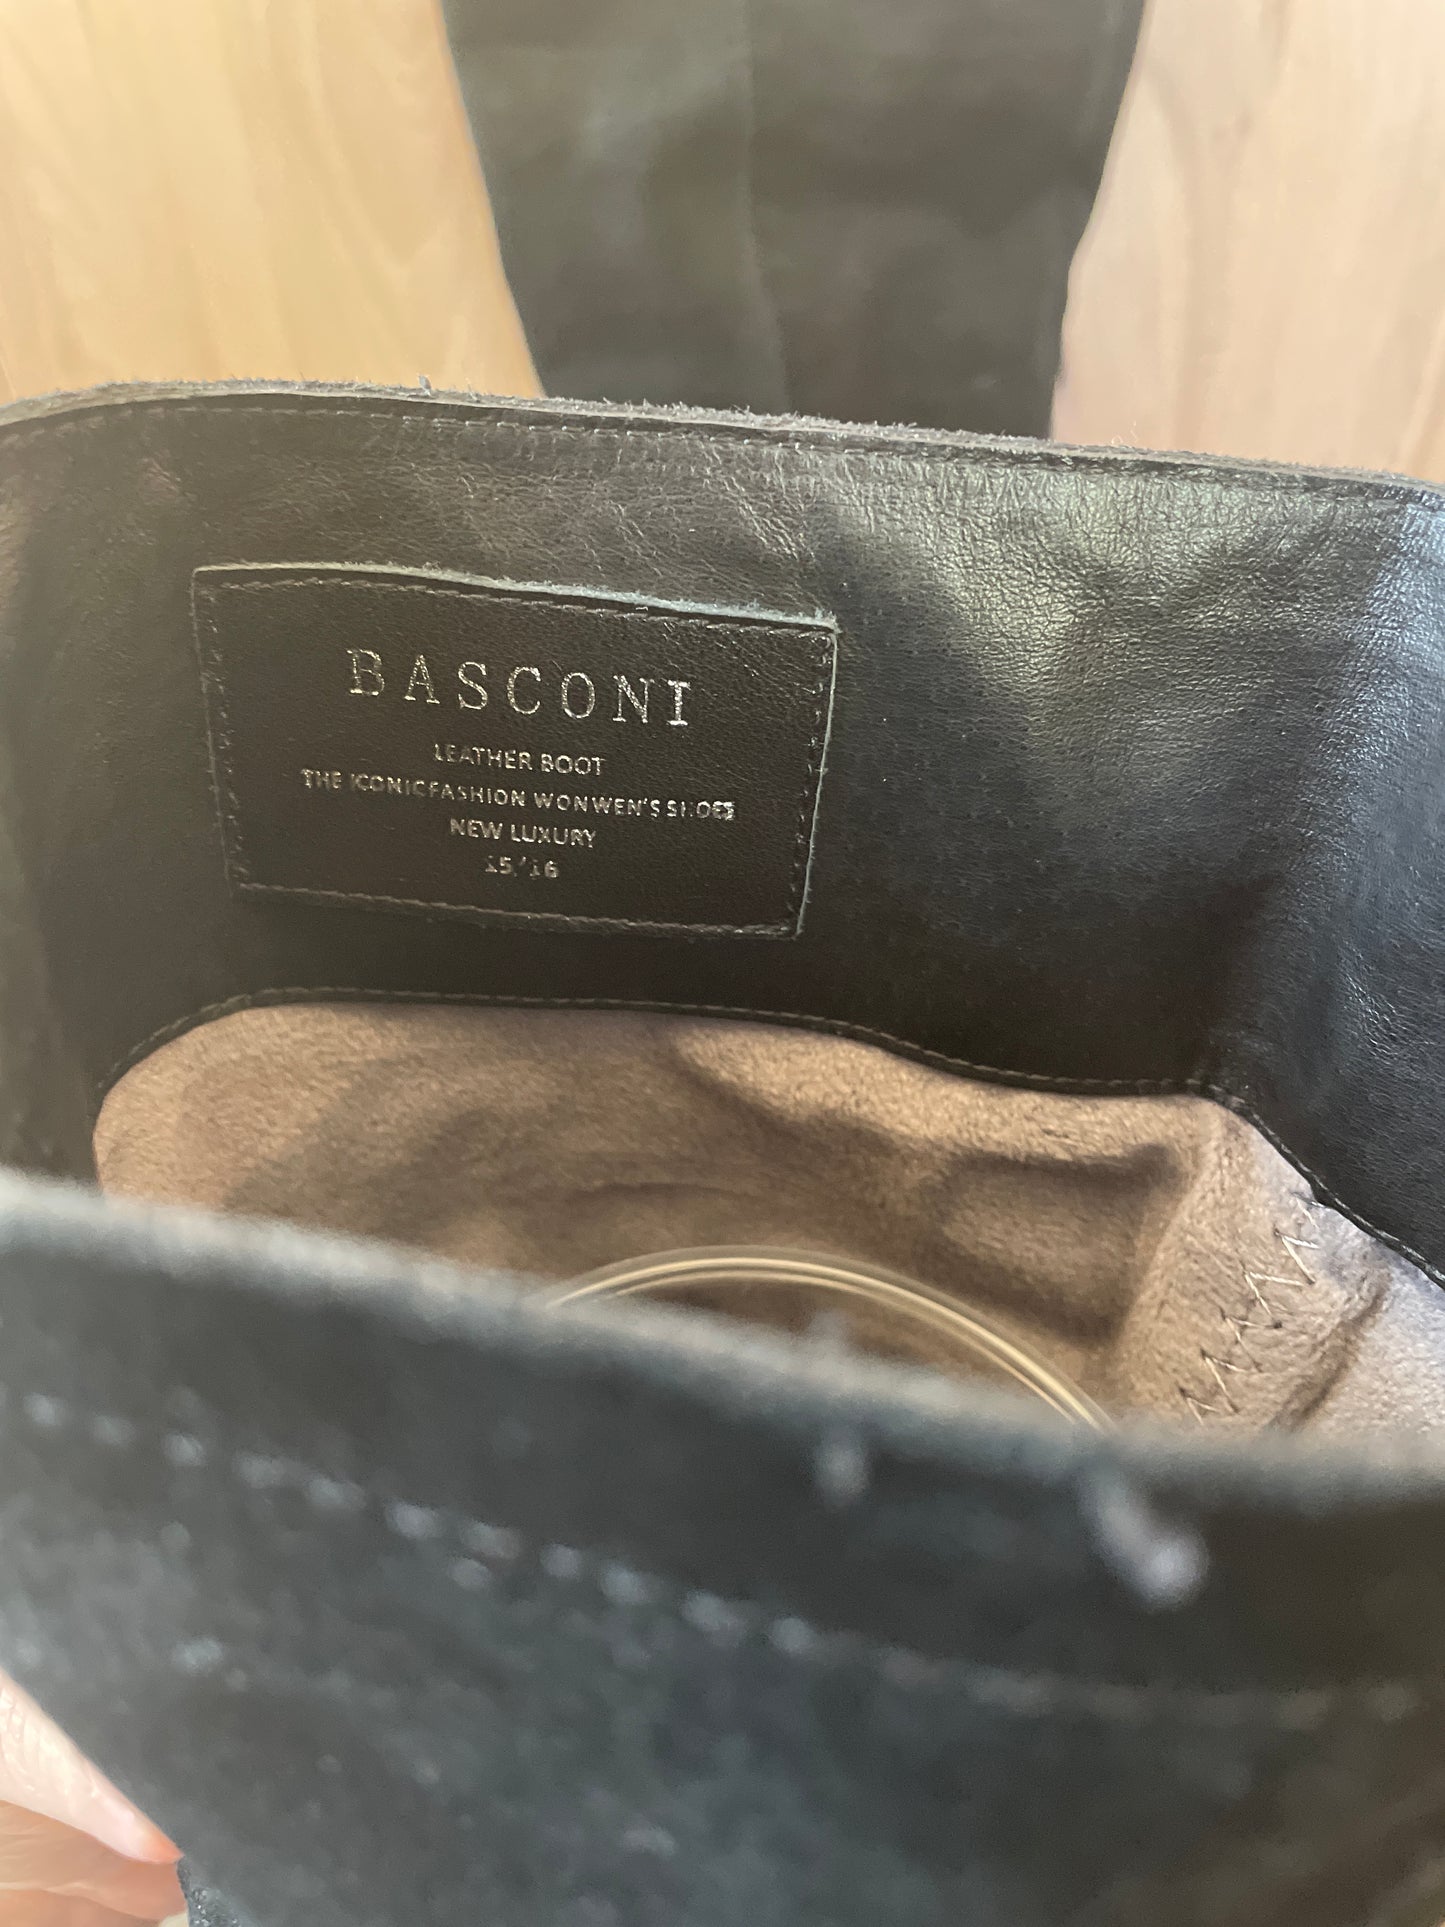 BASCONI
LEATHER BOOT
THE ICONICFASHION WONWEN'S SHOES
NEW LUXURY
15/16